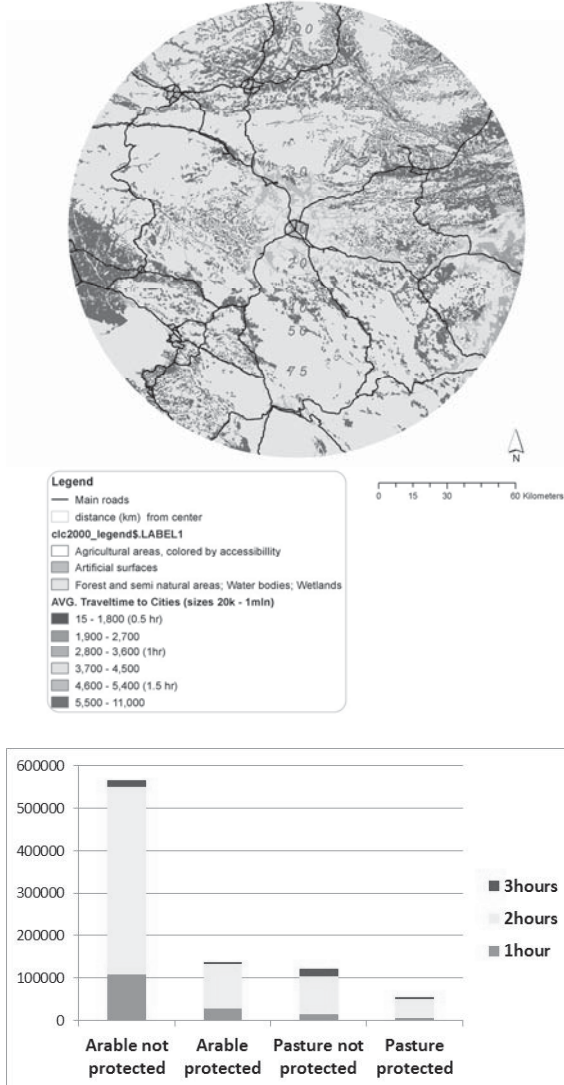 50
75
Legend
Main roads
distance (km) from center
clc2000_legend$.LABEL1
Agricultural areas, colored by accessibillity
Artificial surfaces
Forest and semi natural areas; Water bodies; Wetlands
AVG. Traveltime to Cities (sizes 20k - 1mln)
15 - 1,800 (0.5 hr)
1,900 - 2,700
2,800 - 3,600 (1hr)
3,700 - 4,500
4,600 - 5,400 (1.5 hr)
5,500 - 11,000
N
0 15 30 60 Kilometers
600000
500000
400000
300000
200000
100000
0
3hours
2hours
1hour
Arable not protected
Arable protected
Pasture not protected
Pasture protected